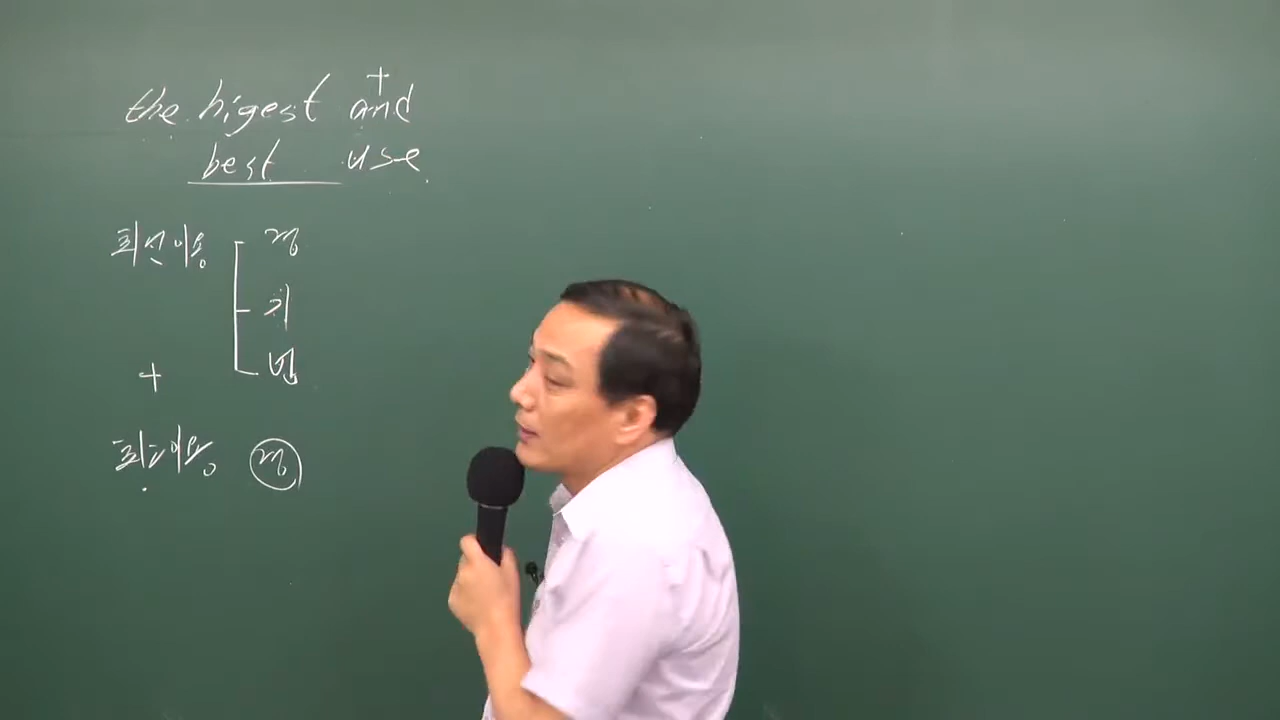 the higest and
best use
최선이용 경
기
법
+
최고이용 경